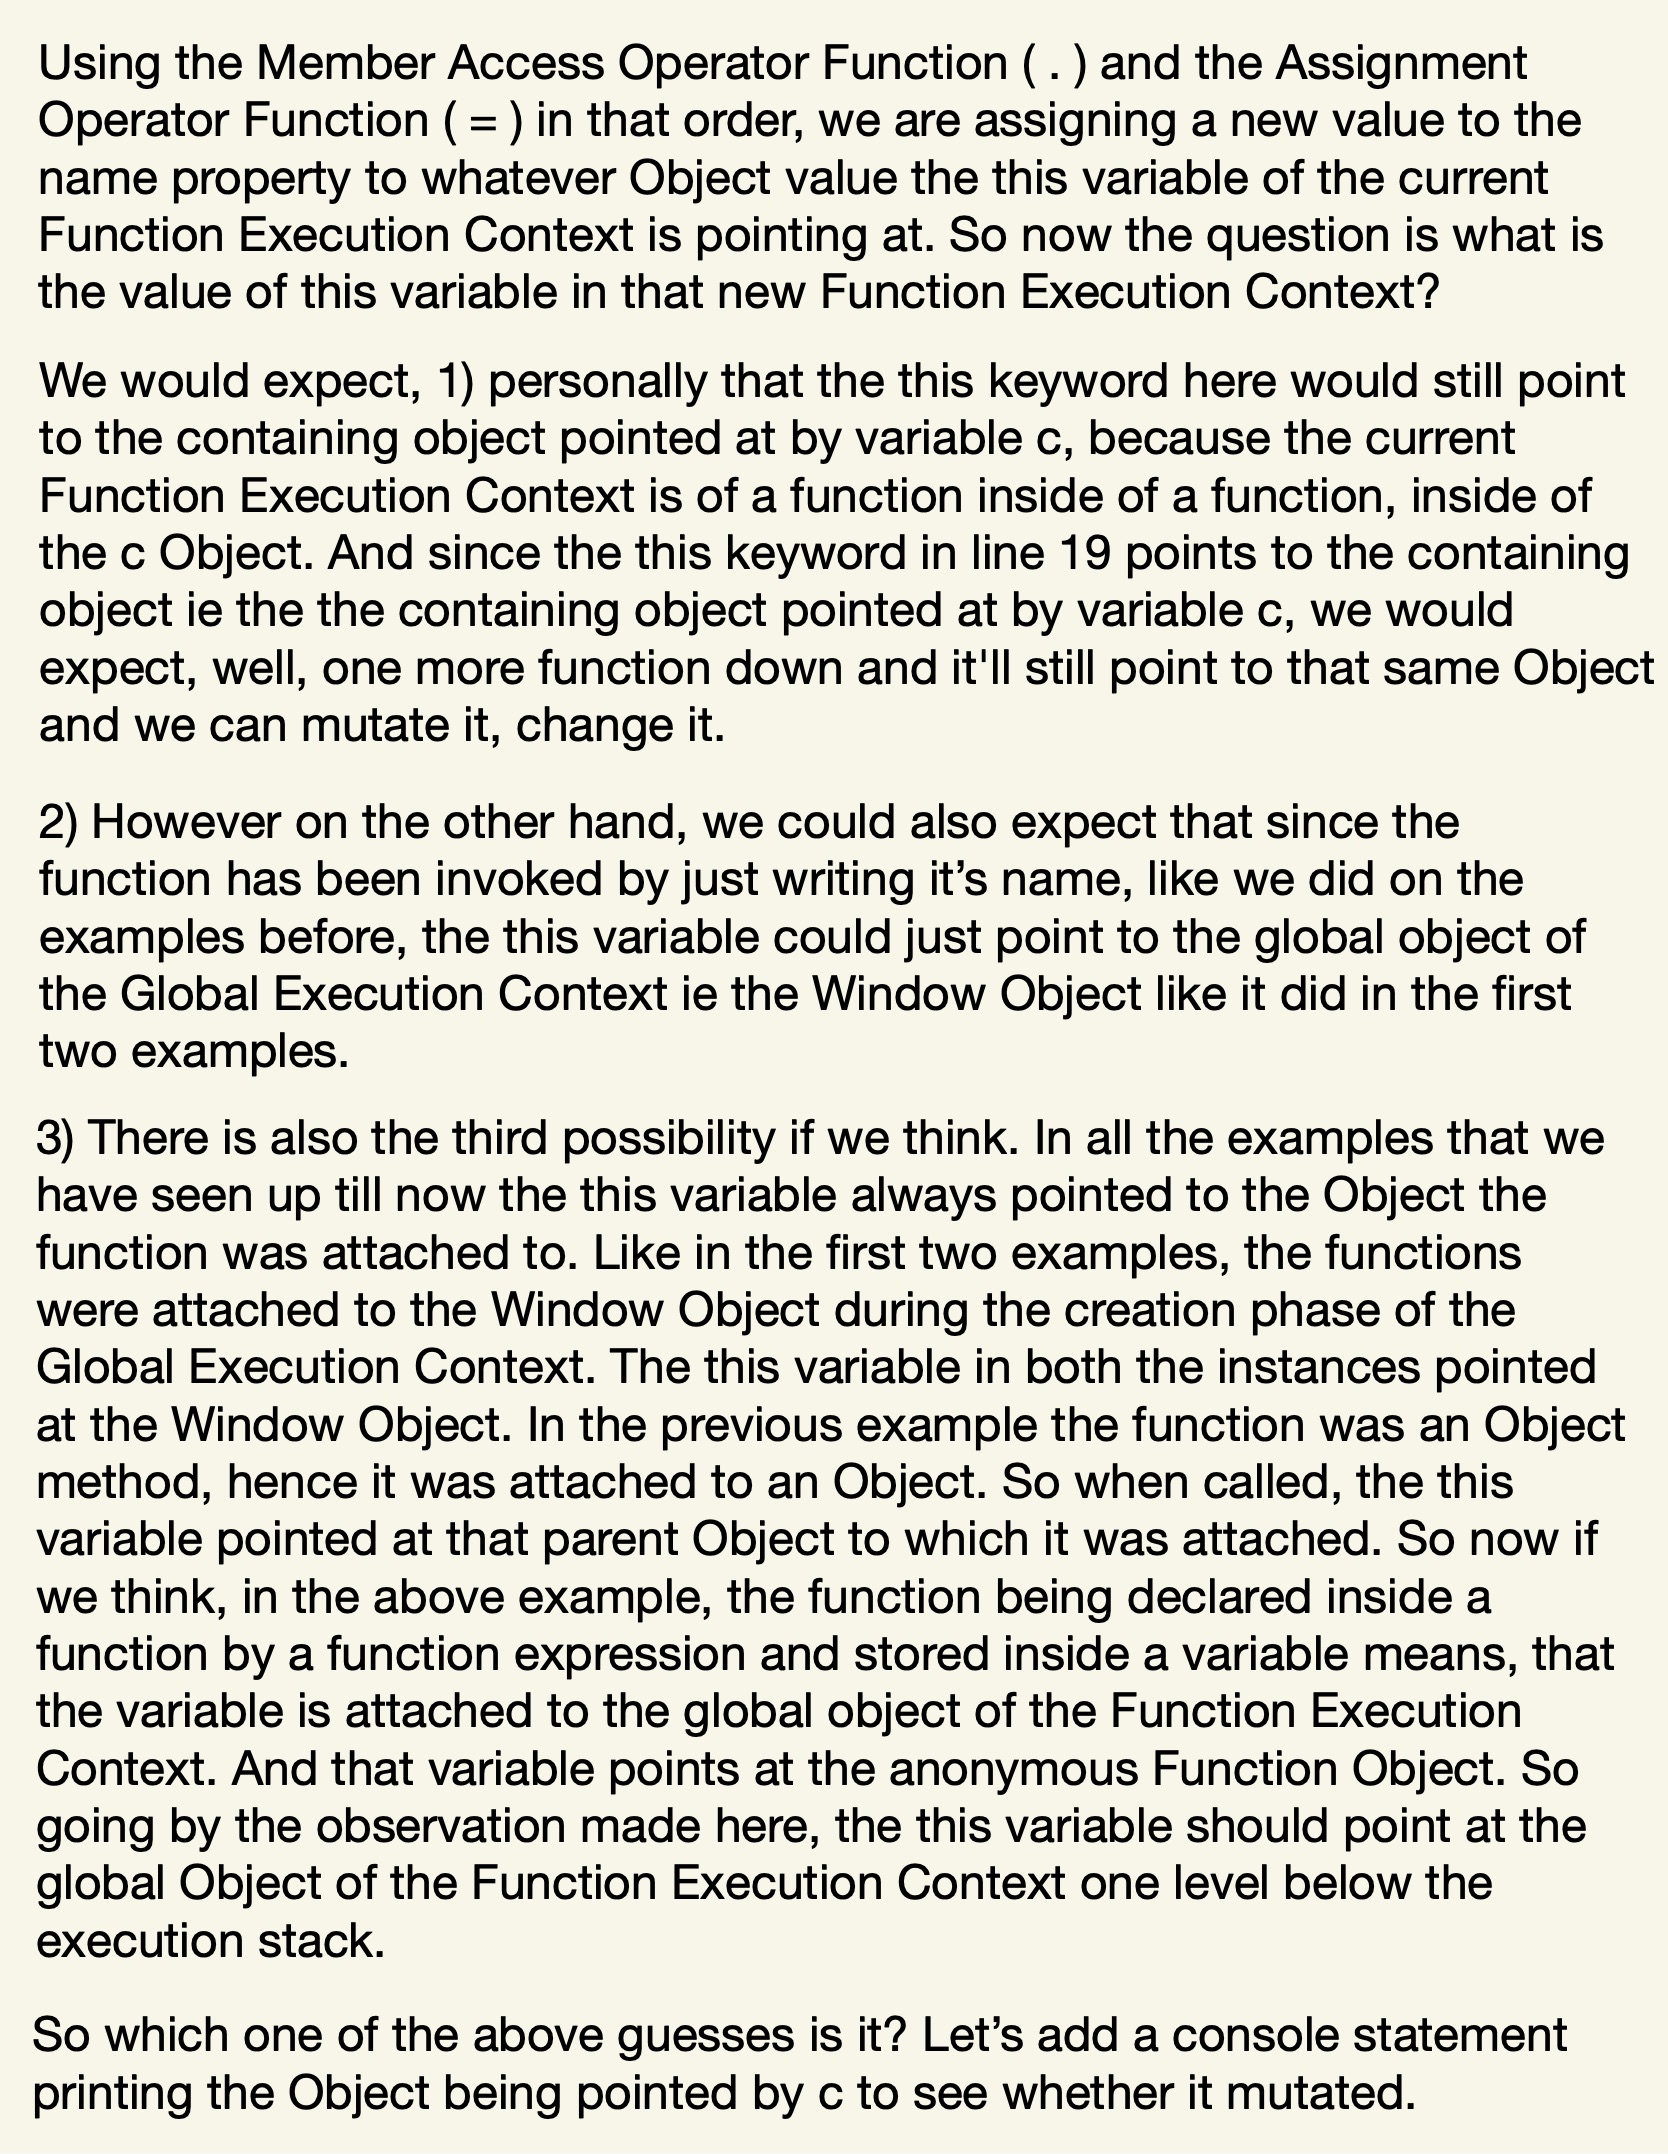 Using the Member Access Operator Function ( . ) and the Assignment
Operator Function ( = ) in that order, we are assigning a new value to the
name property to whatever Object value the this variable of the current
Function Execution Context is pointing at. So now the question is what is
the value of this variable in that new Function Execution Context?
We would expect, 1) personally that the this keyword here would still point
to the containing object pointed at by variable c, because the current
Function Execution Context is of a function inside of a function, inside of
the c Object. And since the this keyword in line 19 points to the containing
object ie the the containing object pointed at by variable c, we would
expect, well, one more function down and it'll still point to that same Object
and we can mutate it, change it.
2) However on the other hand, we could also expect that since the
function has been invoked by just writing it’s name, like we did on the
examples before, the this variable could just point to the global object of
the Global Execution Context ie the Window Object like it did in the first
two examples.
3) There is also the third possibility if we think. In all the examples that we
have seen up till now the this variable always pointed to the Object the
function was attached to. Like in the first two examples, the functions
were attached to the Window Object during the creation phase of the
Global Execution Context. The this variable in both the instances pointed
at the Window Object. In the previous example the function was an Object
method, hence it was attached to an Object. So when called, the this
variable pointed at that parent Object to which it was attached. So now if
we think, in the above example, the function being declared inside a
function by a function expression and stored inside a variable means, that
the variable is attached to the global object of the Function Execution
Context. And that variable points at the anonymous Function Object. So
going by the observation made here, the this variable should point at the
global Object of the Function Execution Context one level below the
execution stack.
So which one of the above guesses is it? Let’s add a console statement
printing the Object being pointed by c to see whether it mutated.